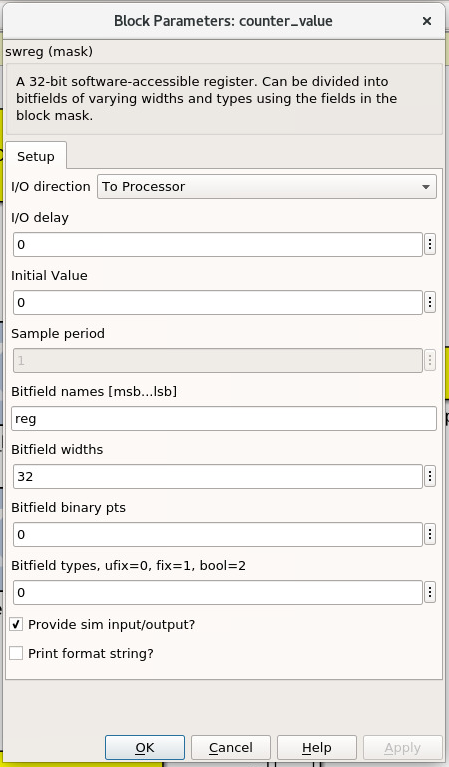 Block Parameters: counter_value
swreg (mask)
A 32-bit software-accessible register. Can be divided into
bitfields of varying widths and types using the fields in the
block mask.
Setup
I/O direction To Processor
I/O delay
0
Initial Value
0
Sample period
1
Bitfield names [msb...lsb]
reg
Bitfield widths
32
Bitfield binary pts
0
Bitfield types, ufix=0, fix=1, bool=2
0
Provide sim input/output?
Print format string?
OK Cancel Help Apply